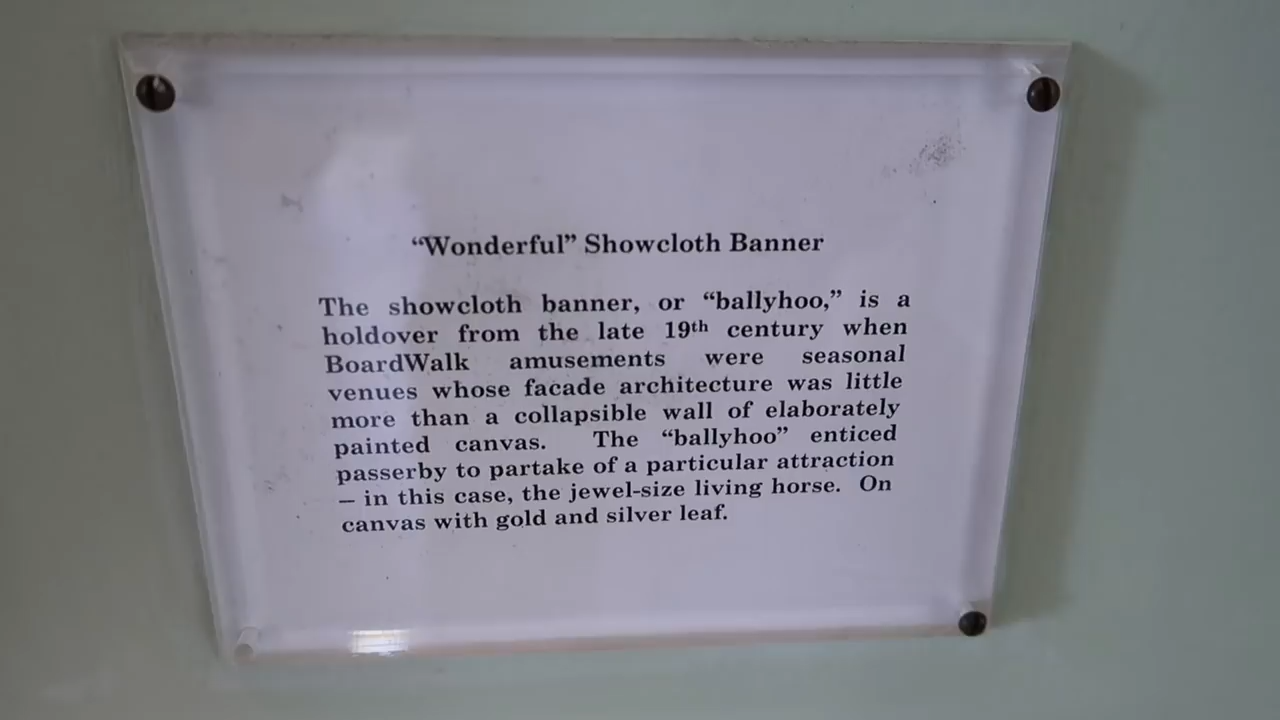 “Wonderful” Showcloth Banner
The showcloth banner, or “ballyhoo,” is a
holdover from the late 19th century when
BoardWalk amusements were seasonal
venues whose facade architecture was little
more than a collapsible wall of elaborately
painted canvas. The “ballyhoo” enticed
passerby to partake of a particular attraction
– in this case, the jewel-size living horse. On
canvas with gold and silver leaf.